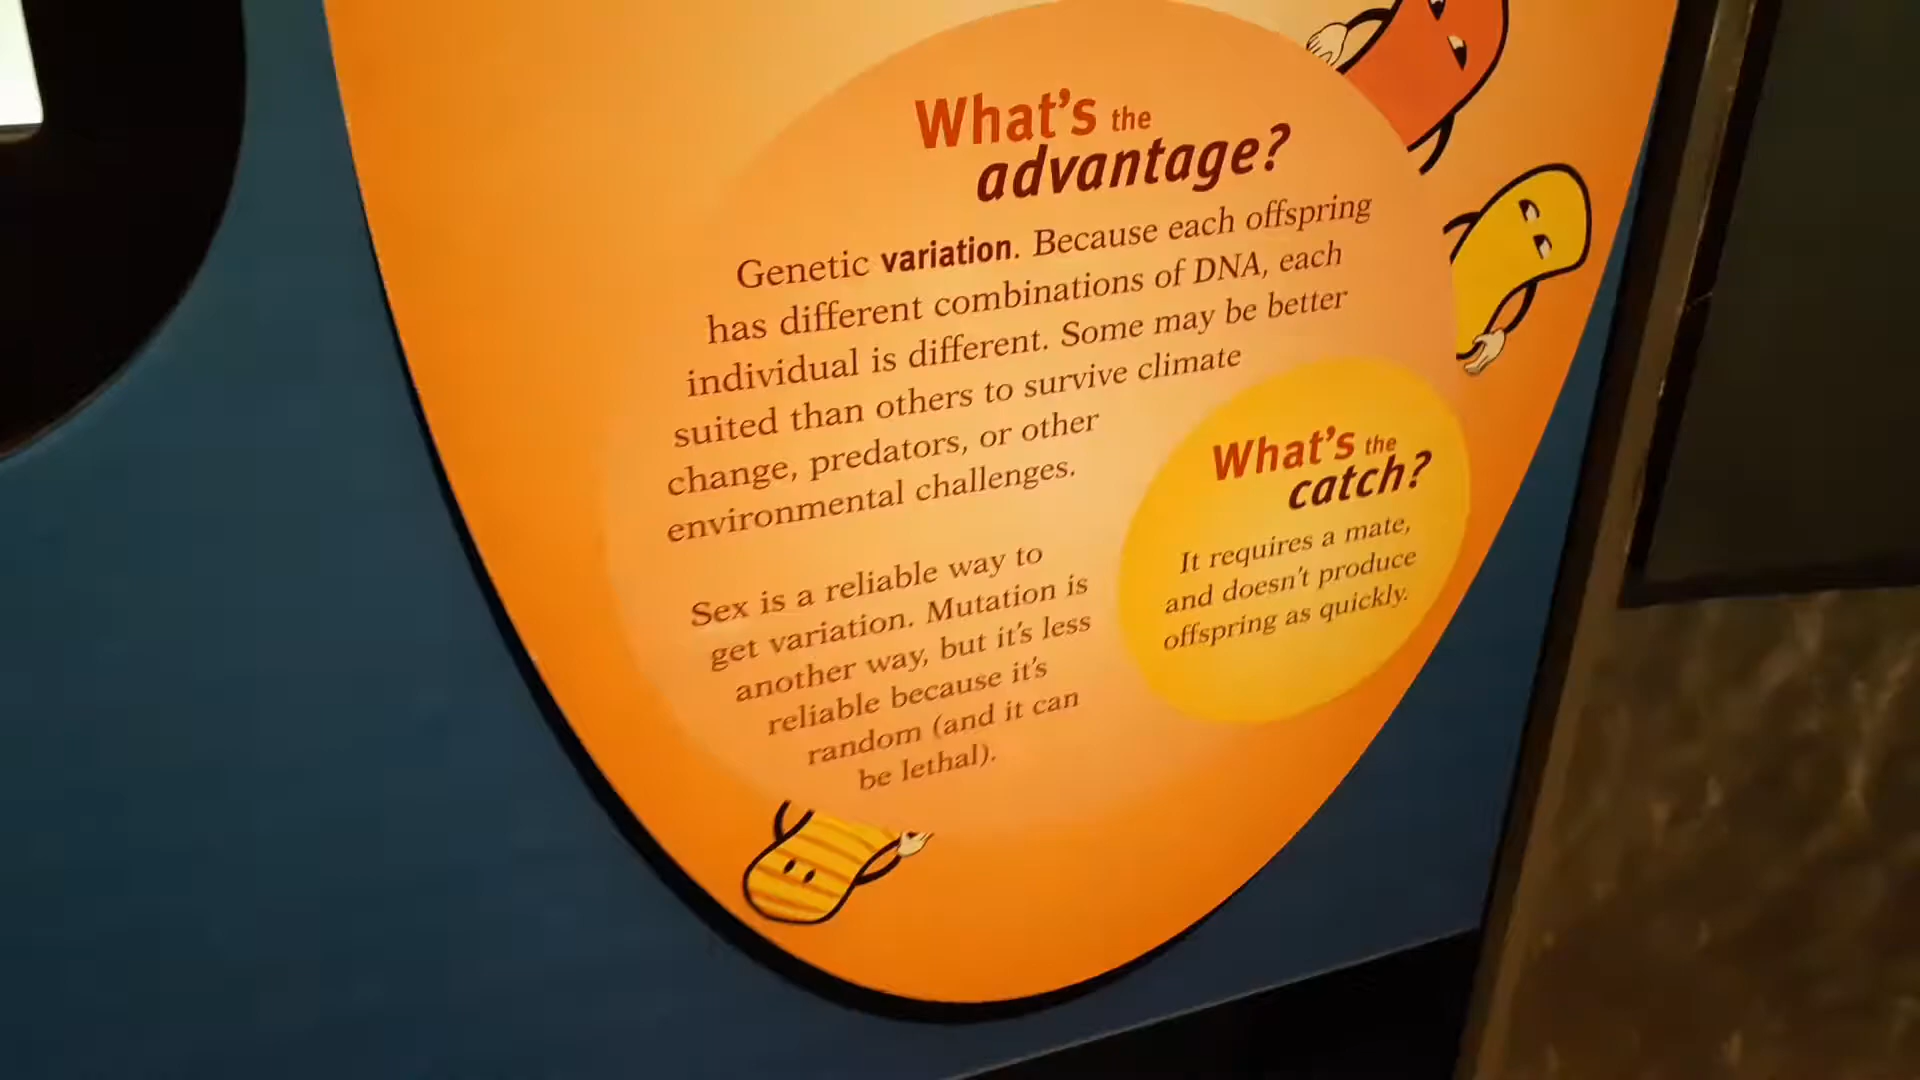 What's the
advantage?
Genetic variation. Because each offspring
has different combinations of DNA, each
individual is different. Some may be better
suited than others to survive climate
change, predators, or other
environmental challenges.
Sex is a reliable way to
get variation. Mutation is
another way, but it's less
reliable because it's
random (and it can
be lethal).
What's the
catch?
It requires a mate,
and doesn't produce
offspring as quickly.